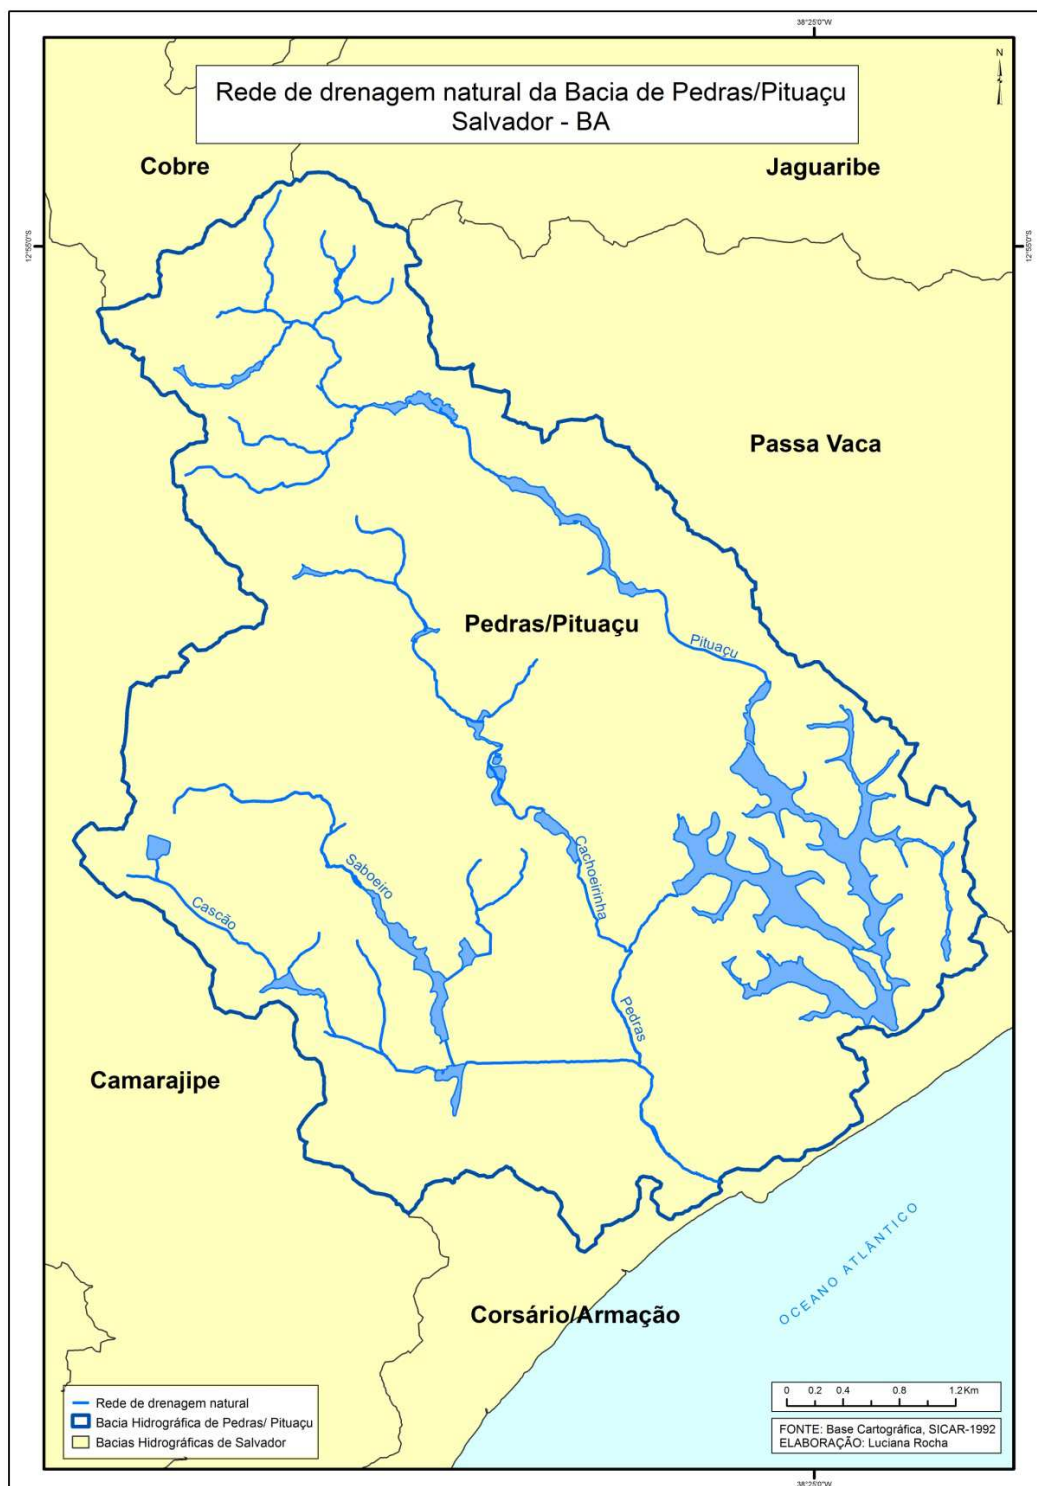 38°25'0"W
N
Rede de drenagem natural da Bacia de Pedras/Pituaçu
Salvador - BA
Cobre
Jaguaribe
12°55'0"S
12°55'0"S
Passa Vaca
Pedras/Pituaçu
Pituaçu
Cachoeirinha
Saboeiro
Cascão
Pedras
Camarajipe
OCEANO ATLÂNTICO
Corsário/Armação
Rede de drenagem natural
Bacia Hidrográfica de Pedras/ Pituaçu
Bacias Hidrográficas de Salvador
0 0.2 0.4 0.8 1.2 Km
FONTE: Base Cartográfica, SICAR-1992
ELABORAÇÃO: Luciana Rocha
38°25'0"W